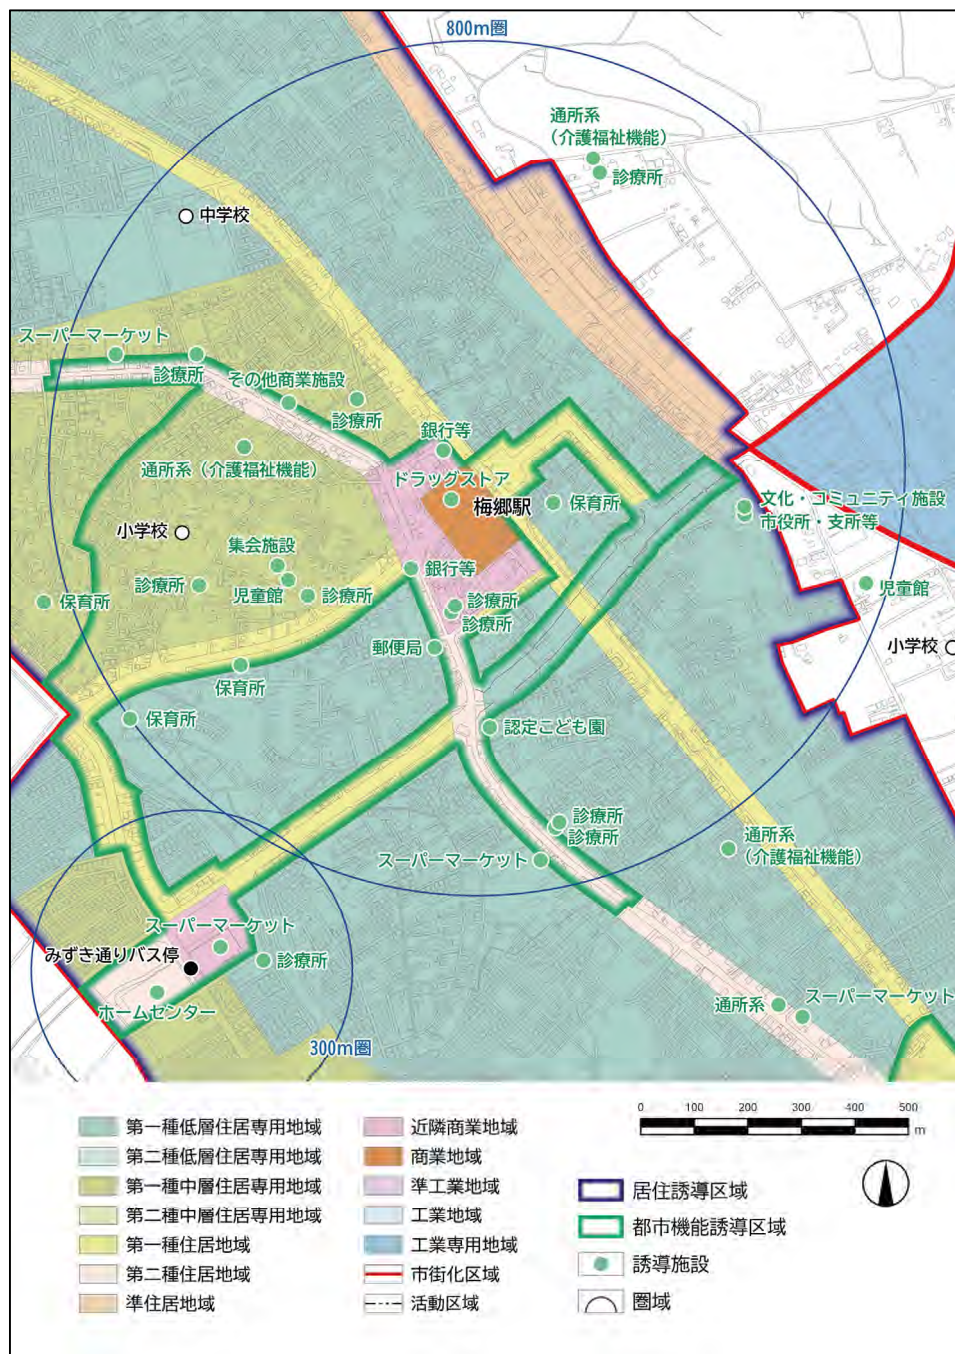 800m圏
通所系
（介護福祉機能）
診療所
中学校
スーパーマーケット
診療所
その他商業施設
診療所
銀行等
通所系（介護福祉機能）
ドラッグストア
梅郷駅
保育所
文化・コミュニティ施設
市役所・支所等
小学校
集会施設
銀行等
診療所
児童館
診療所
保育所
児童館
診療所
診療所
郵便局
小学校
保育所
保育所
認定こども園
診療所
診療所
スーパーマーケット
通所系
（介護福祉機能）
スーパーマーケット
みずき通りバス停
診療所
ホームセンター
通所系
スーパーマーケット
300m圏
第一種低層住居専用地域
第二種低層住居専用地域
第一種中層住居専用地域
第二種中層住居専用地域
第一種住居地域
第二種住居地域
準住居地域
近隣商業地域
商業地域
準工業地域
工業地域
工業専用地域
市街化区域
活動区域
0 100 200 300 400 500
m
居住誘導区域
都市機能誘導区域
誘導施設
圏域